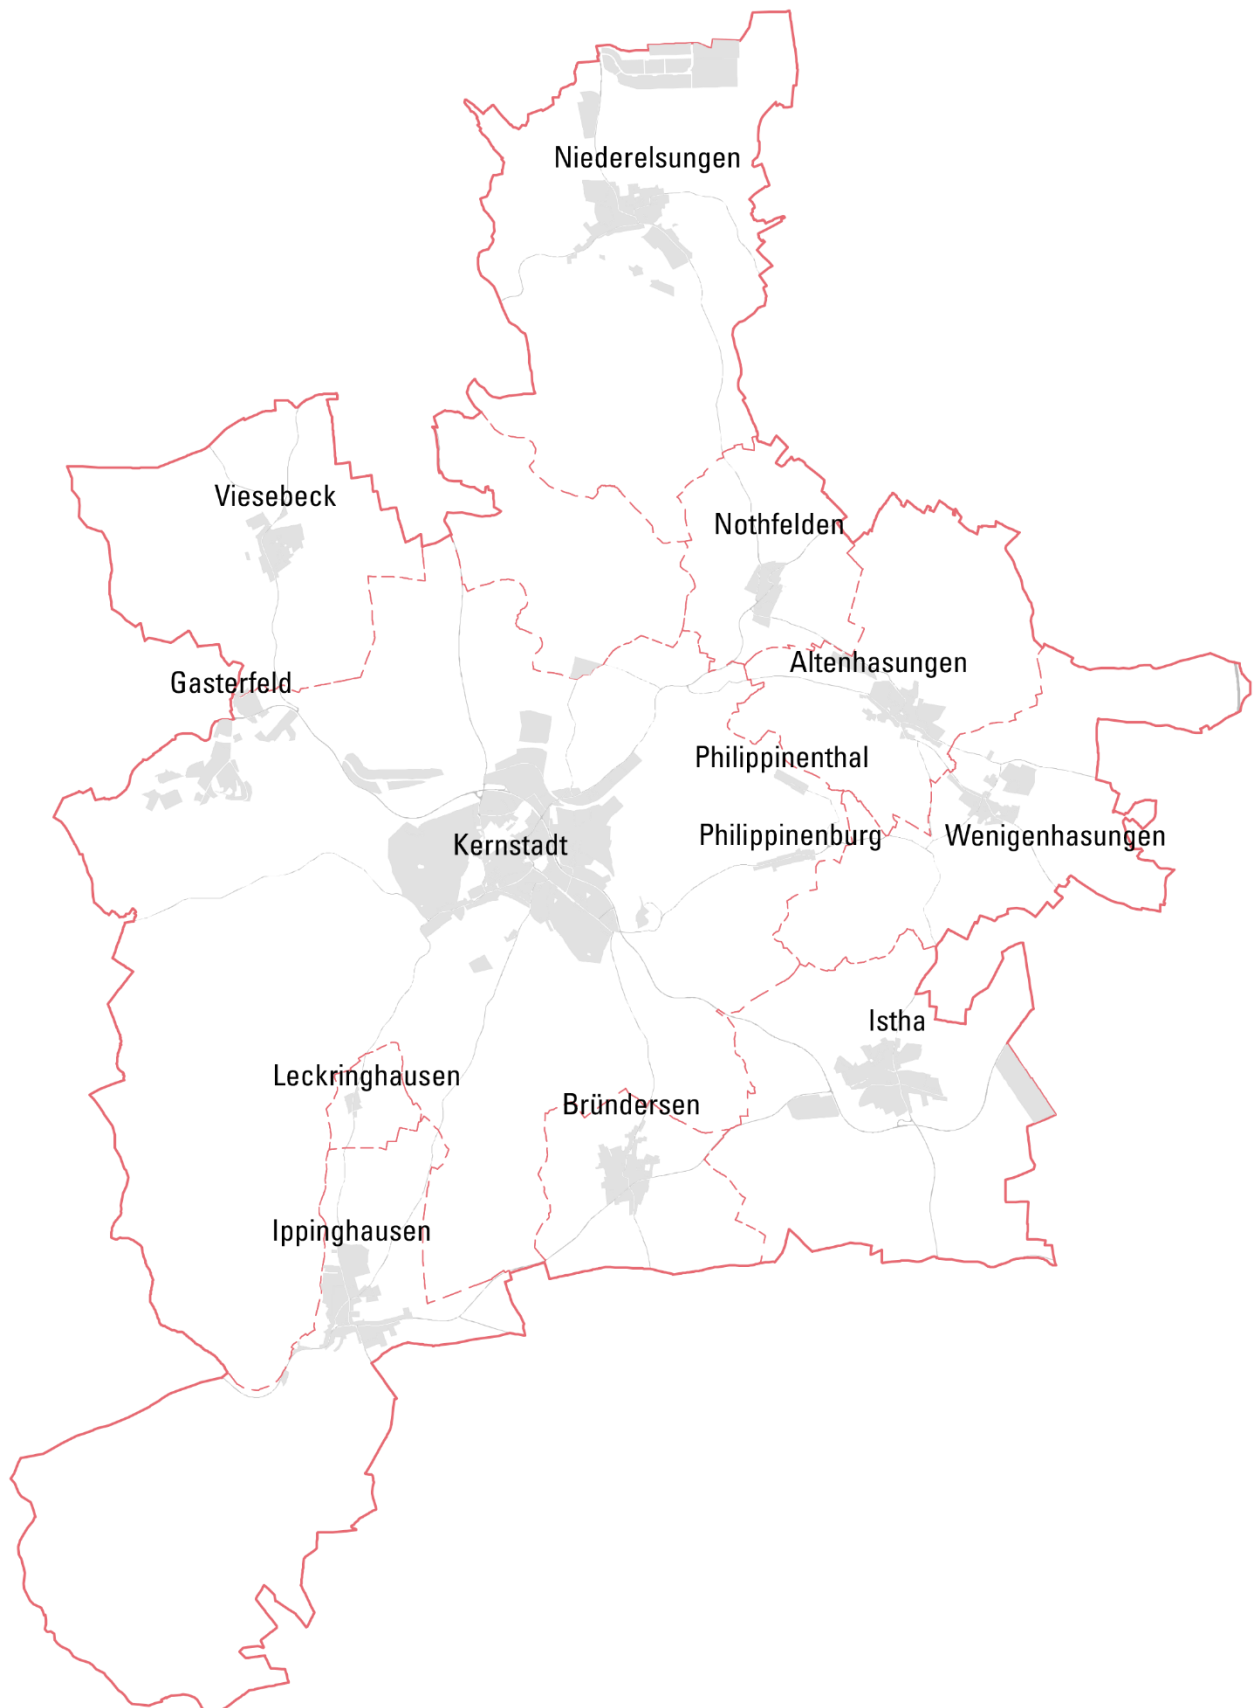 Niederelsungen
Viesebeck
Nothfelden
Altenhasungen
Gasterfeld
Philippinenthal
Philippinenburg
Wenigenhasungen
Kernstadt
Istha
Leckringhausen
Bründersen
Ippinghausen